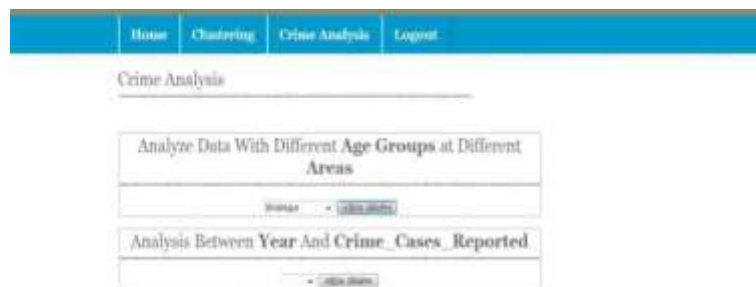 Home Clustering Crime Analysis Logout
Crime Analysis
Analyze Data With Different Age Groups at Different
Areas
Analysis Between Year And Crime_Cases_Reported